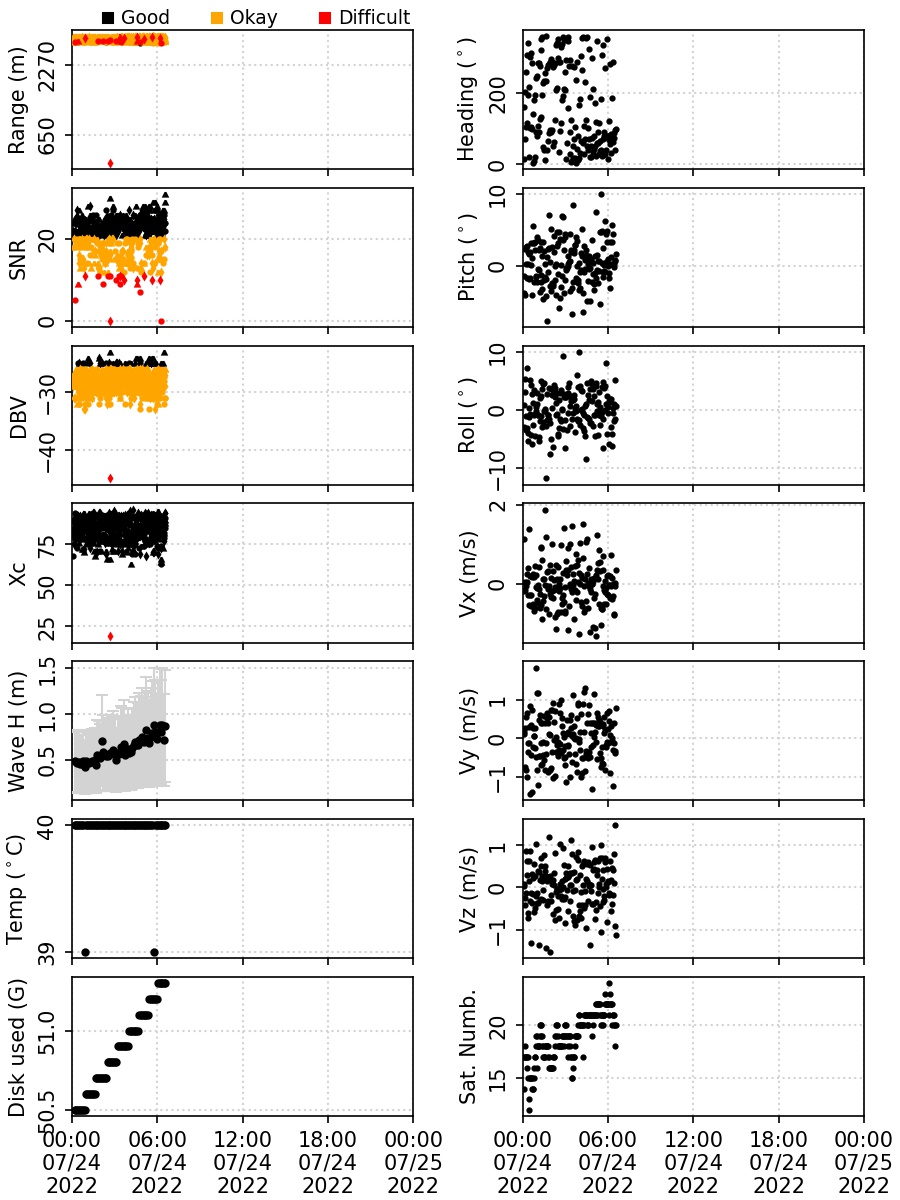 Good Okay Difficult
Range (m)
2270
650
Heading (°)
200
0
SNR
20
0
Pitch (°)
10
0
DBV
−30
−40
Roll (°)
10
0
−10
Xc
75
50
25
Vx (m/s)
2
0
Wave H (m)
1.5
1.0
0.5
Vy (m/s)
1
0
−1
Temp (°C)
40
39
Vz (m/s)
1
0
−1
Disk used (G)
51.0
50.5
Sat. Numb.
20
15
00:00 06:00 12:00 18:00 00:00
07/24 07/24 07/24 07/24 07/25
2022 2022 2022 2022 2022
00:00 06:00 12:00 18:00 00:00
07/24 07/24 07/24 07/24 07/25
2022 2022 2022 2022 2022